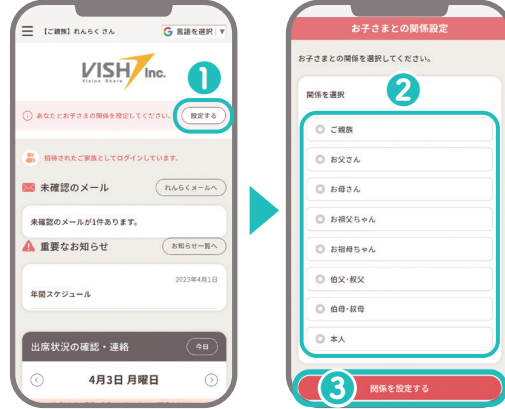 【ご親族】れんらく さん
G 言語を選択 ▼
VISH Inc.
Vision Share
1
あなたとお子さまの関係を設定してください。
設定する
招待されたご家族としてログインしています。
未確認のメール
れんらくメールへ
未確認のメールが1件あります。
重要なお知らせ
お知らせ一覧へ
2023年4月1日
年間スケジュール
出席状況の確認・連絡
今日
4月3日 月曜日
お子さまとの関係設定
お子さまとの関係を選択してください。
関係を選択
2
ご親族
お父さん
お母さん
お祖父ちゃん
お祖母ちゃん
伯父・叔父
伯母・叔母
本人
3
関係を設定する